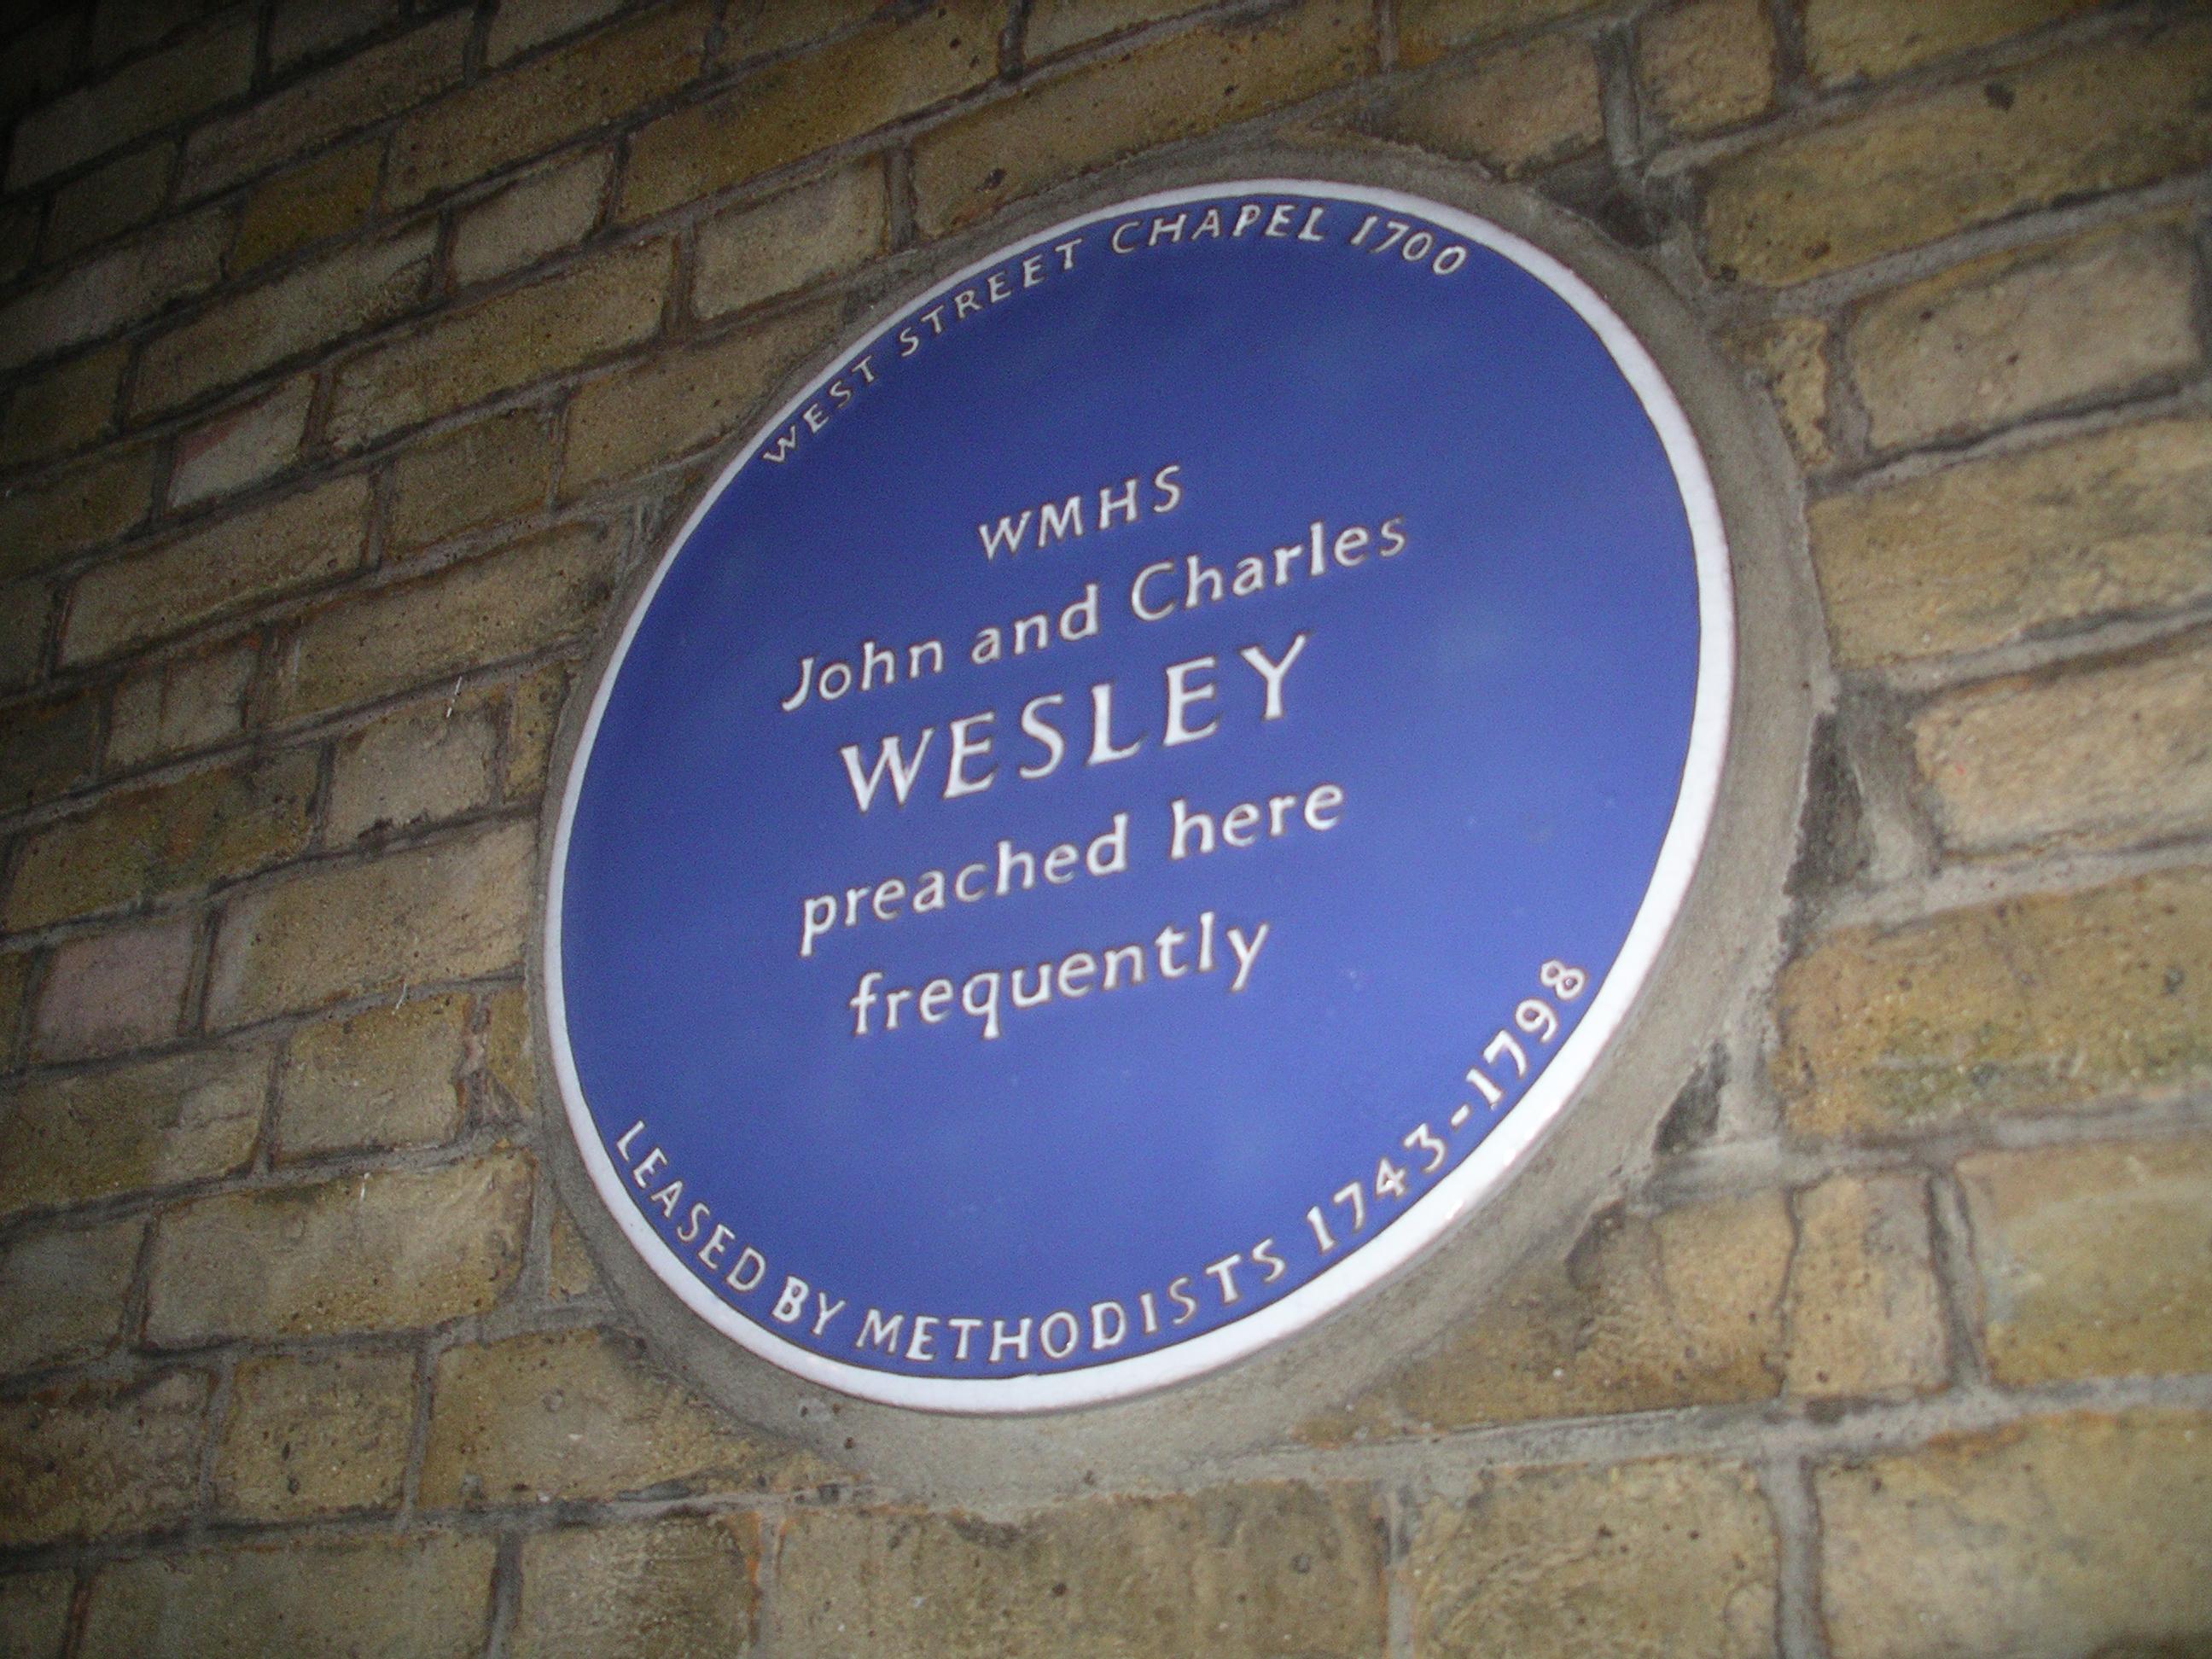 WEST STREET CHAPEL 1700
WMHS
John and Charles
WESLEY
preached here
frequently
LEASED BY METHODISTS 1743-1798